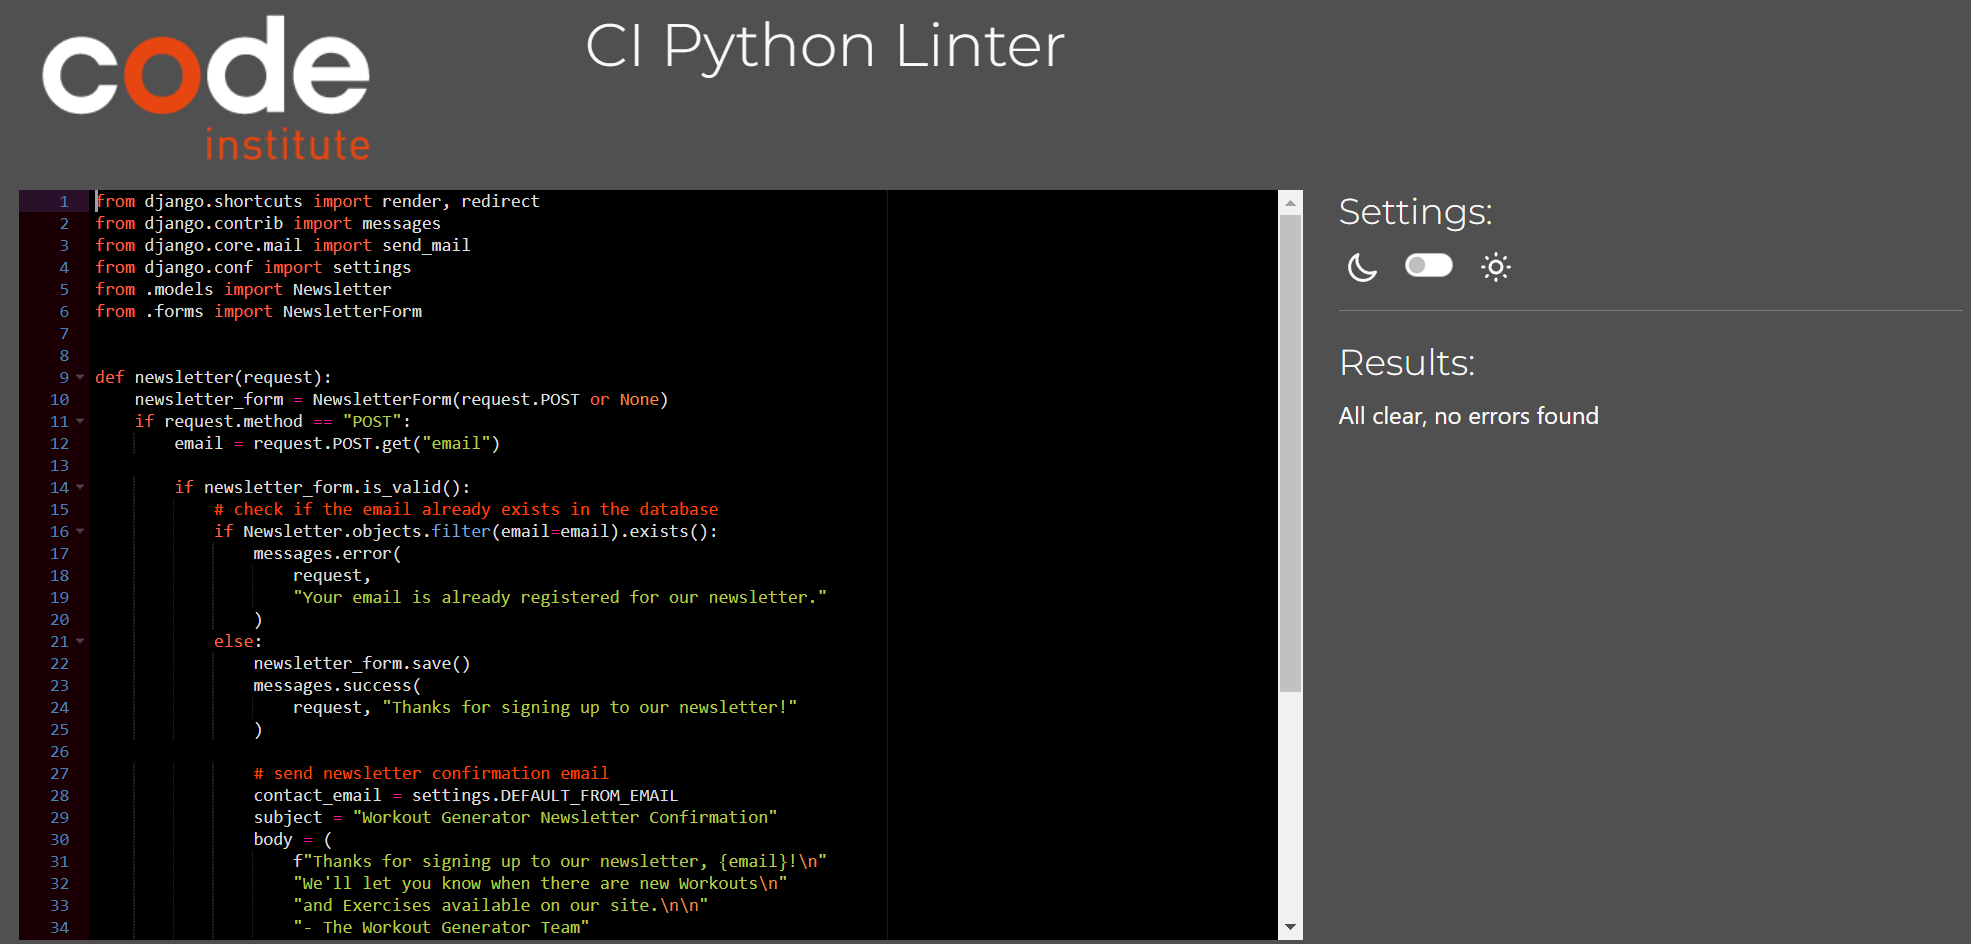 code
institute
CI Python Linter
1 from django.shortcuts import render, redirect
2 from django.contrib import messages
3 from django.core.mail import send_mail
4 from django.conf import settings
5 from .models import Newsletter
6 from .forms import NewsletterForm
7
8
9 def newsletter(request):
10     newsletter_form = NewsletterForm(request.POST or None)
11     if request.method == "POST":
12         email = request.POST.get("email")
13
14         if newsletter_form.is_valid():
15             # check if the email already exists in the database
16             if Newsletter.objects.filter(email=email).exists():
17                 messages.error(
18                     request,
19                     "Your email is already registered for our newsletter."
20                 )
21             else:
22                 newsletter_form.save()
23                 messages.success(
24                     request, "Thanks for signing up to our newsletter!"
25                 )
26
27                 # send newsletter confirmation email
28                 contact_email = settings.DEFAULT_FROM_EMAIL
29                 subject = "Workout Generator Newsletter Confirmation"
30                 body = (
31                     f"Thanks for signing up to our newsletter, {email}!\n"
32                     "We'll let you know when there are new Workouts\n"
33                     "and Exercises available on our site.\n\n"
34                     "- The Workout Generator Team"
Settings:
Results:
All clear, no errors found